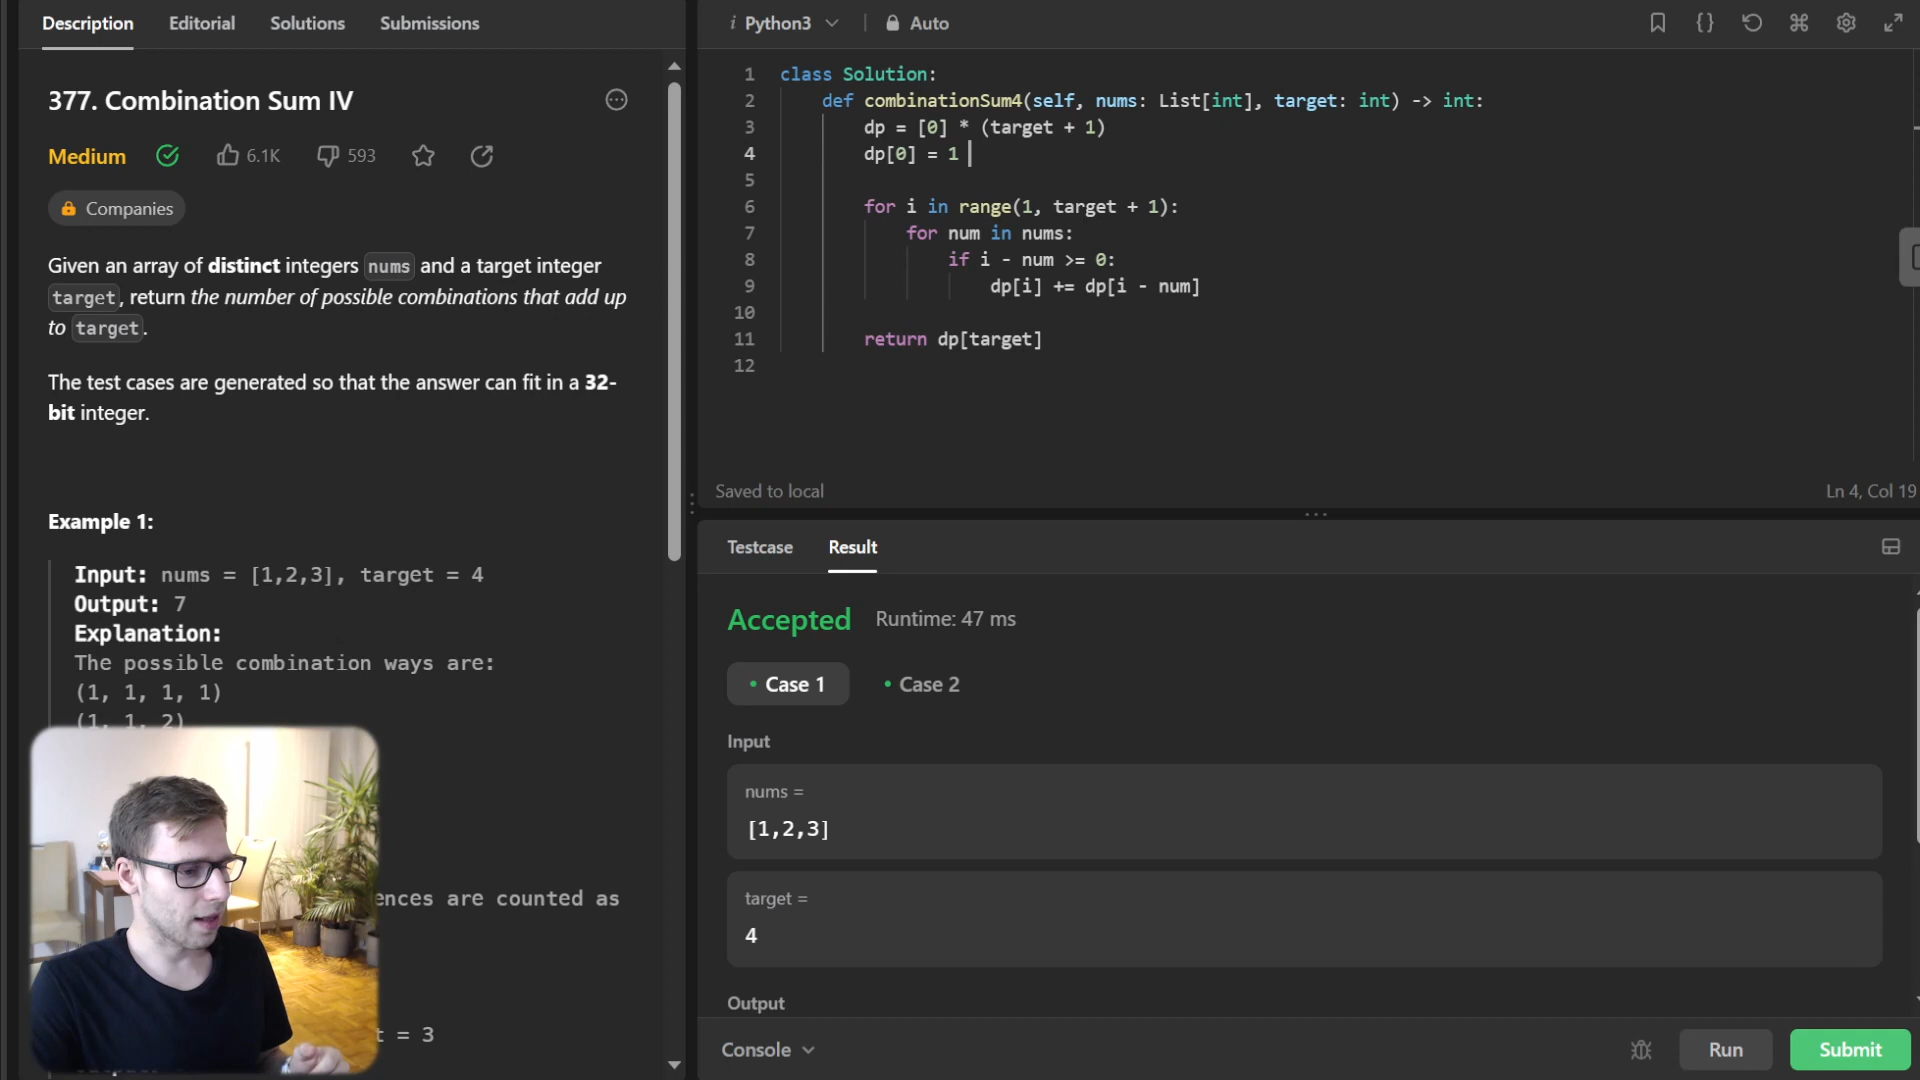 Description
Editorial
Solutions
Submissions
377. Combination Sum IV
Medium
6.1K
593
Companies
Given an array of distinct integers nums and a target integer
target, return the number of possible combinations that add up
to target.
The test cases are generated so that the answer can fit in a 32-
bit integer.
Example 1:
Input: nums = [1,2,3], target = 4
Output: 7
Explanation:
The possible combination ways are:
(1, 1, 1, 1)
(1, 1, 2)
ences are counted as
t = 3
i Python3
Auto
1 class Solution:
2 def combinationSum4(self, nums: List[int], target: int) -> int:
3 dp = [0] * (target + 1)
4 dp[0] = 1
5
6 for i in range(1, target + 1):
7 for num in nums:
8 if i - num >= 0:
9 dp[i] += dp[i - num]
10
11 return dp[target]
12
Saved to local
Ln 4, Col 19
Testcase
Result
Accepted Runtime: 47 ms
Case 1
Case 2
Input
nums =
[1,2,3]
target =
4
Output
Console
Run
Submit